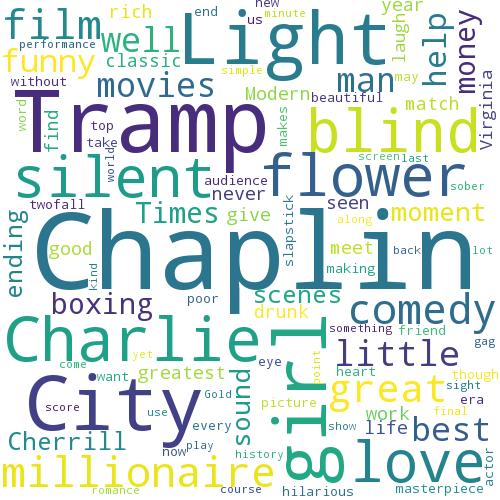 new
end
minute
rich
us
year
film
performance
Light
help
money
laugh
well
classic
funny
simple
without
movies
man
may
Virginia
Modern
beautiful
match
word
find
Tramp
top
take
makes
blind
world
silent
screen
last
flower
sober
audience
never
twofall
Times
give
seen
moment
along
slapstick
ending
Chaplin
good
kind
meet
making
back
lot
boxing
poor
scenes
drunk
comedy
Charlie
girl
something
friend
gag
yet
little
come
want
greatest
eye
point
heart
sight
though
City
sound
great
era
score
use
Gold
picture
work
final
every
Cherrill
now
play
show
life
best
history
love
actor
millionaire
romance
course
hilarious
masterpiece